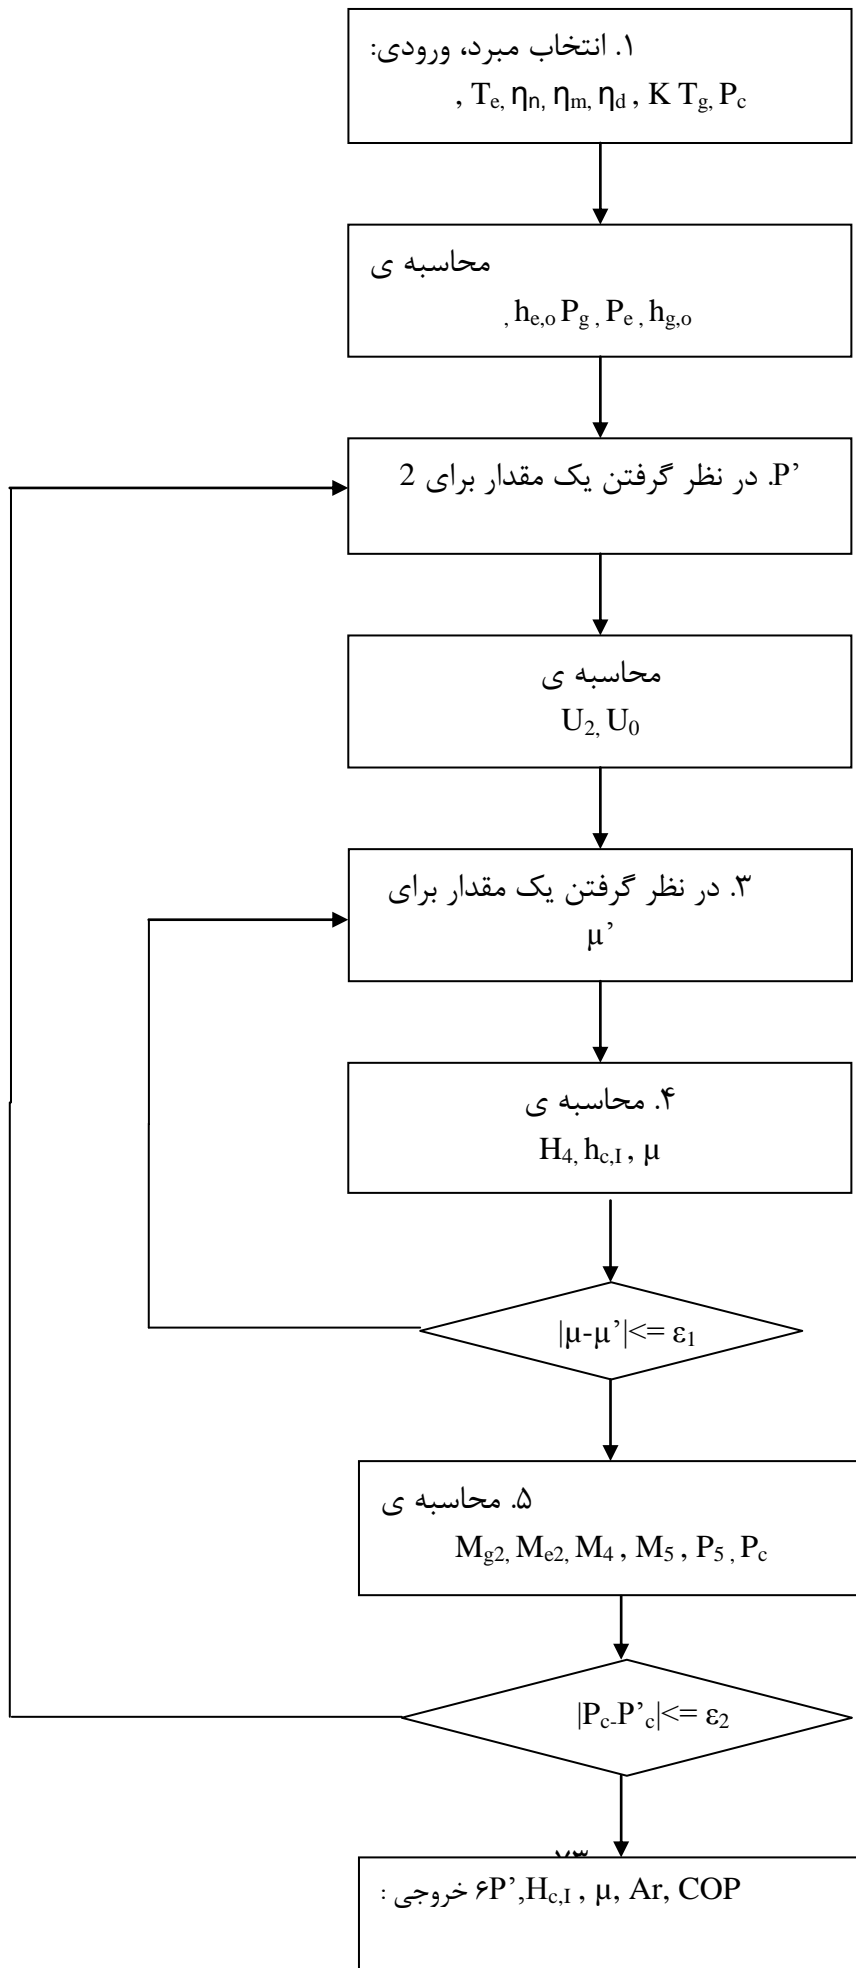 ۱. انتخاب مبرد، ورودی:
, Te, ηn, ηm, ηd , K Tg, Pc
محاسبه ی
, he,o Pg , Pe , hg,o
P’. در نظر گرفتن یک مقدار برای 2
محاسبه ی
U2, U0
۳. در نظر گرفتن یک مقدار برای
µ’
۴. محاسبه ی
H4, hc,I , µ
|µ-µ’|<= ε1
۵. محاسبه ی
Mg2, Me2, M4 , M5 , P5 , Pc
|Pc-P’c|<= ε2
۷۳
۶P’,Hc,I , µ, Ar, COP خروجی :